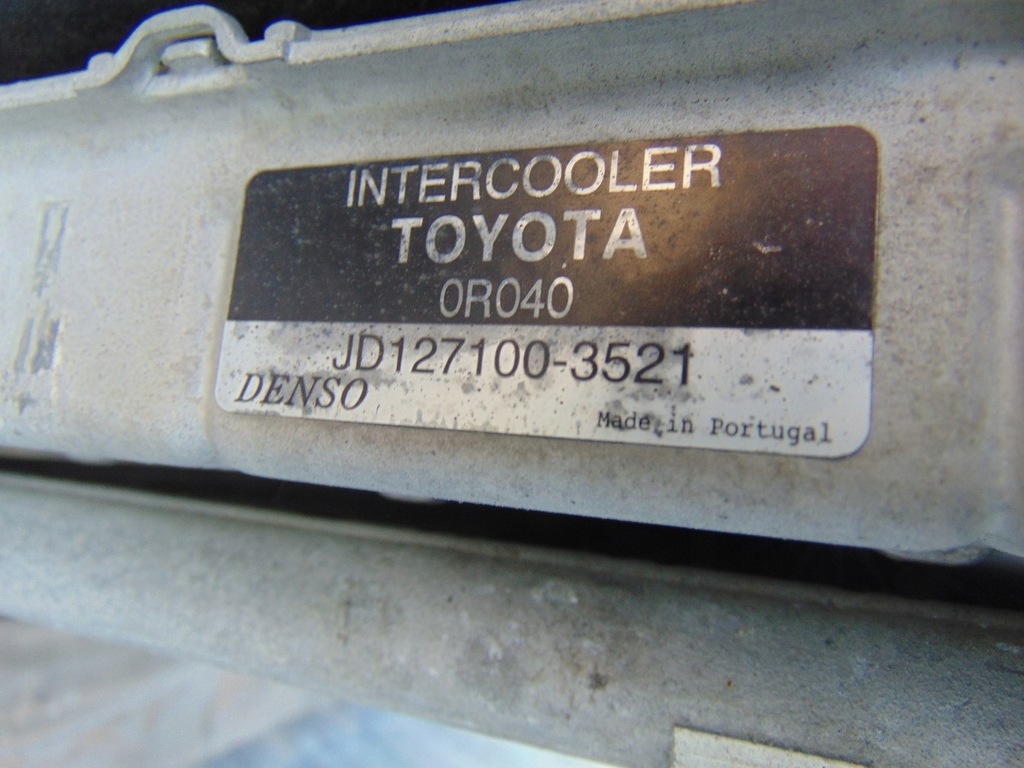 INTERCOOLER
TOYOTA
0R040
JD127100-3521
DENSO
Made in Portugal